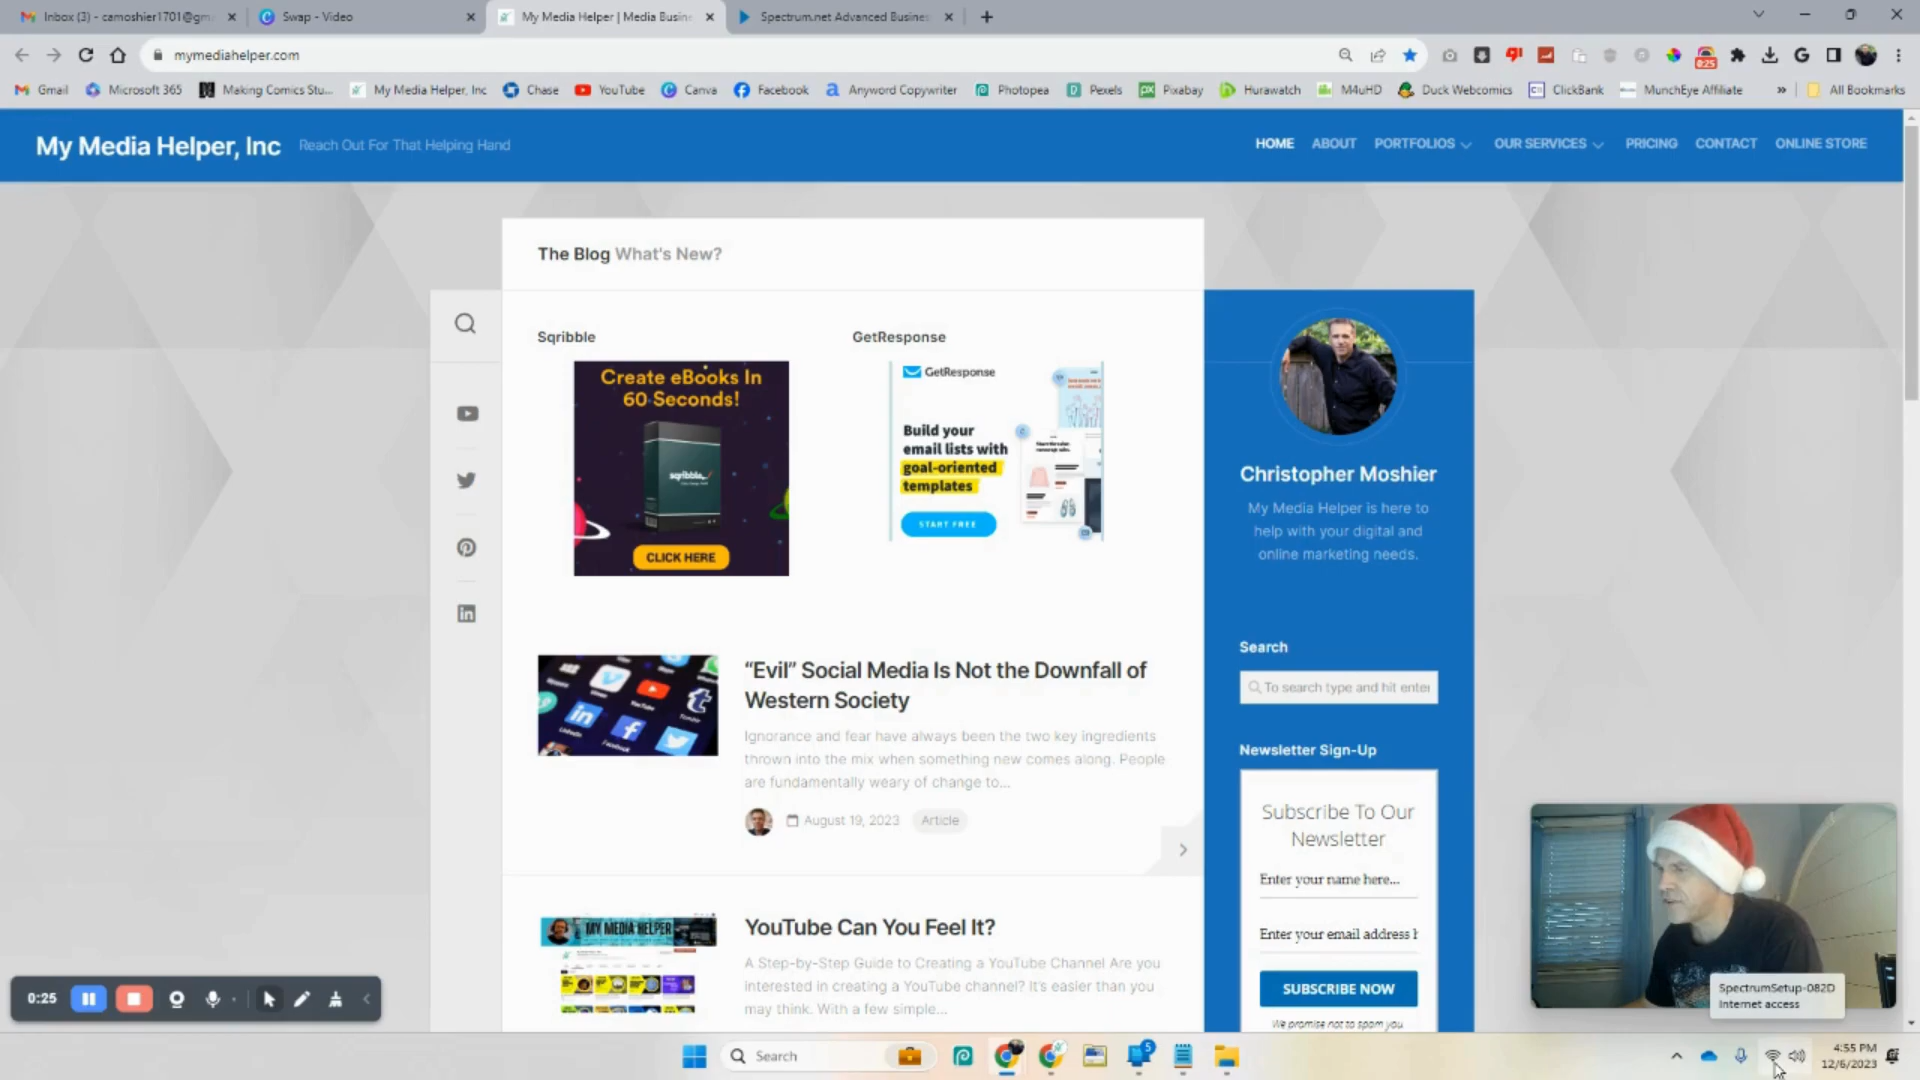 Inbox (3) - camoshier1701@gm
Swap - Video
My Media Helper | Media Busin
Spectrum.net Advanced Busines
mymediahelper.com
0:25
Gmail
Microsoft 365
Making Comics Stu...
My Media Helper, Inc
Chase
YouTube
Canva
Facebook
Anyword Copywriter
Photopea
Pexels
Pixabay
Hurawatch
M4uHD
Duck Webcomics
ClickBank
MunchEye Affiliate
»
All Bookmarks
My Media Helper, Inc
Reach Out For That Helping Hand
HOME
ABOUT
PORTFOLIOS
OUR SERVICES
PRICING
CONTACT
ONLINE STORE
The Blog What's New?
Sqribble
GetResponse
Create eBooks In
60 Seconds!
sqribble
CLICK HERE
GetResponse
Build your
email lists with
goal-oriented
templates
START FREE
Christopher Moshier
My Media Helper is here to
help with your digital and
online marketing needs.
Search
To search type and hit enter
Newsletter Sign-Up
Subscribe To Our
Newsletter
Enter your name here...
Enter your email address h
SUBSCRIBE NOW
We promise not to spam you
“Evil” Social Media Is Not the Downfall of
Western Society
Ignorance and fear have always been the two key ingredients
thrown into the mix when something new comes along. People
are fundamentally weary of change to...
August 19, 2023
Article
MY MEDIA HELPER
YouTube Can You Feel It?
A Step-by-Step Guide to Creating a YouTube Channel Are you
interested in creating a YouTube channel? It's easier than you
may think. With a few simple...
0:25
SpectrumSetup-082D
Internet access
Search
5
4:55 PM
12/6/2023